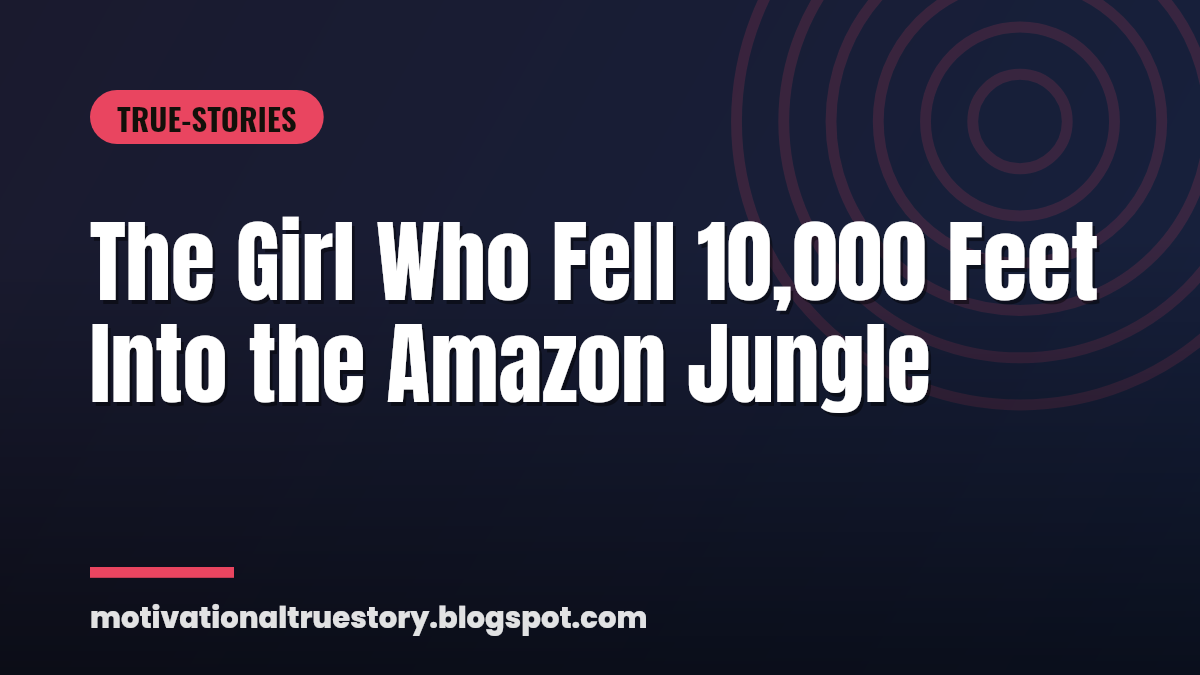 TRUE-STORIES
The Girl Who Fell 10,000 Feet
Into the Amazon Jungle
motivationaltruestory.blogspot.com